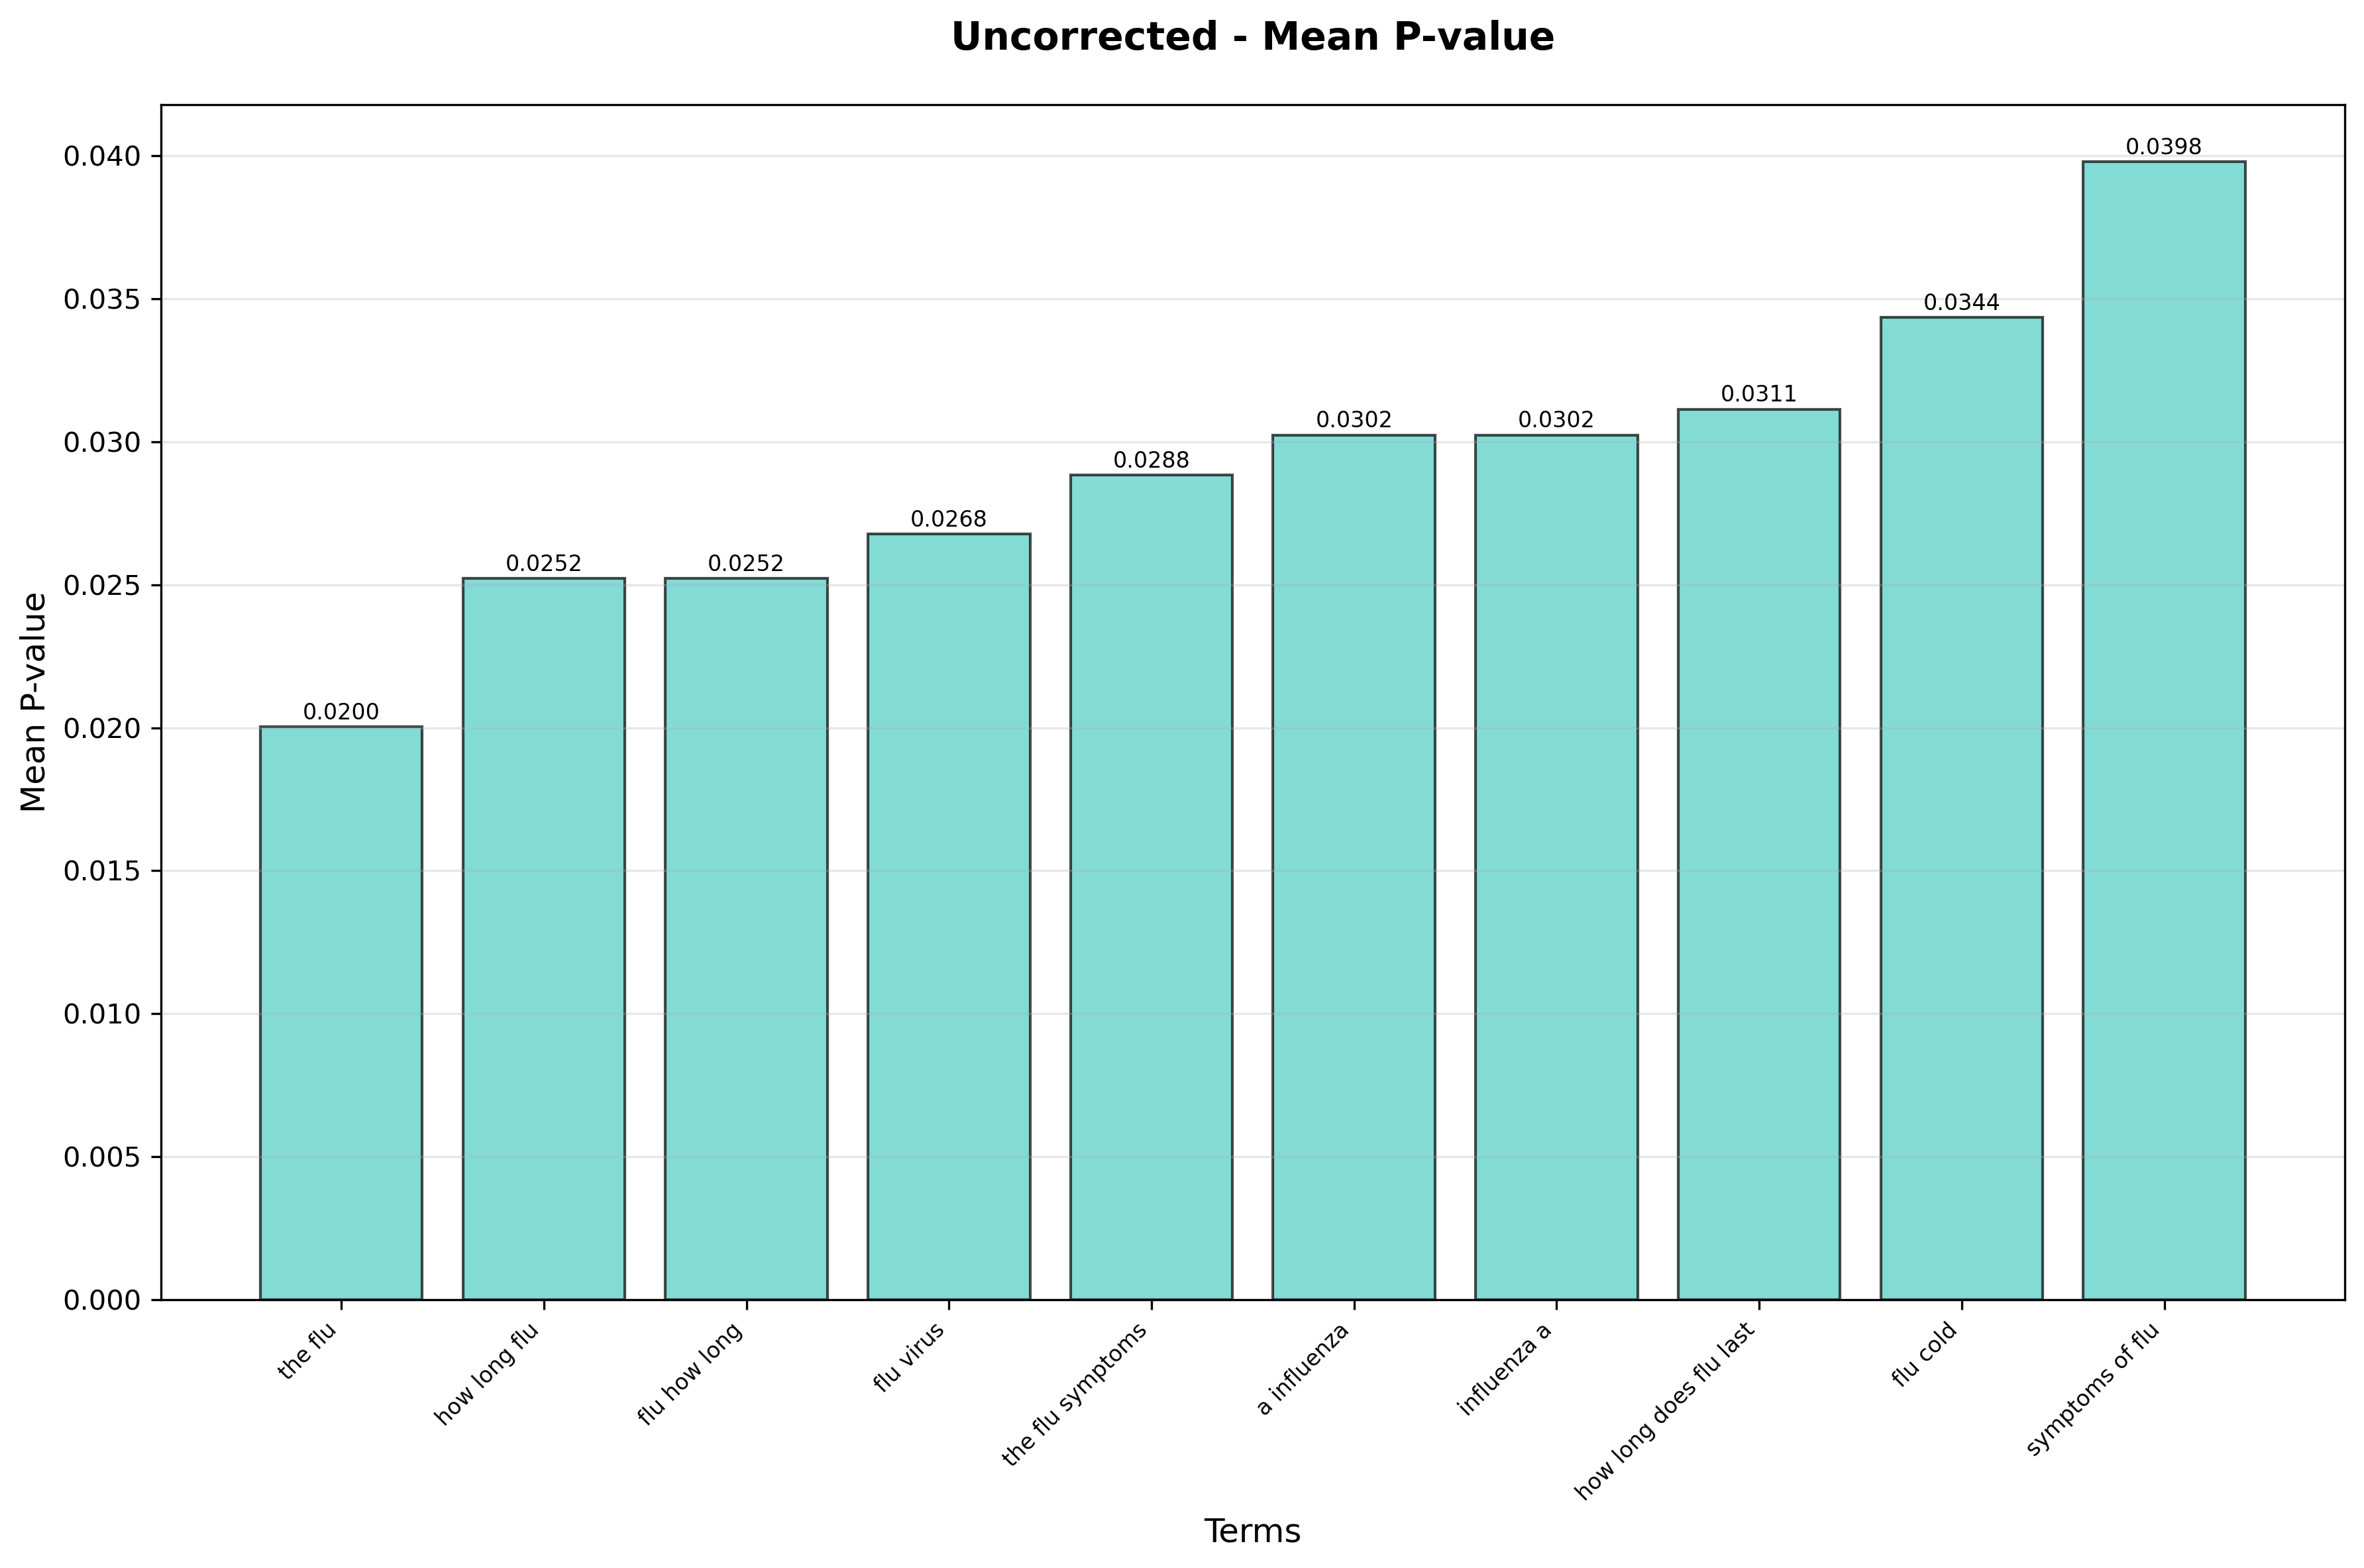 Uncorrected - Mean P-value
Mean P-value
0.040
0.035
0.030
0.025
0.020
0.015
0.010
0.005
0.000
0.0200
0.0252
0.0252
0.0268
0.0288
0.0302
0.0302
0.0311
0.0344
0.0398
the flu
how long flu
flu how long
flu virus
the flu symptoms
a influenza
influenza a
how long does flu last
flu cold
symptoms of flu
Terms